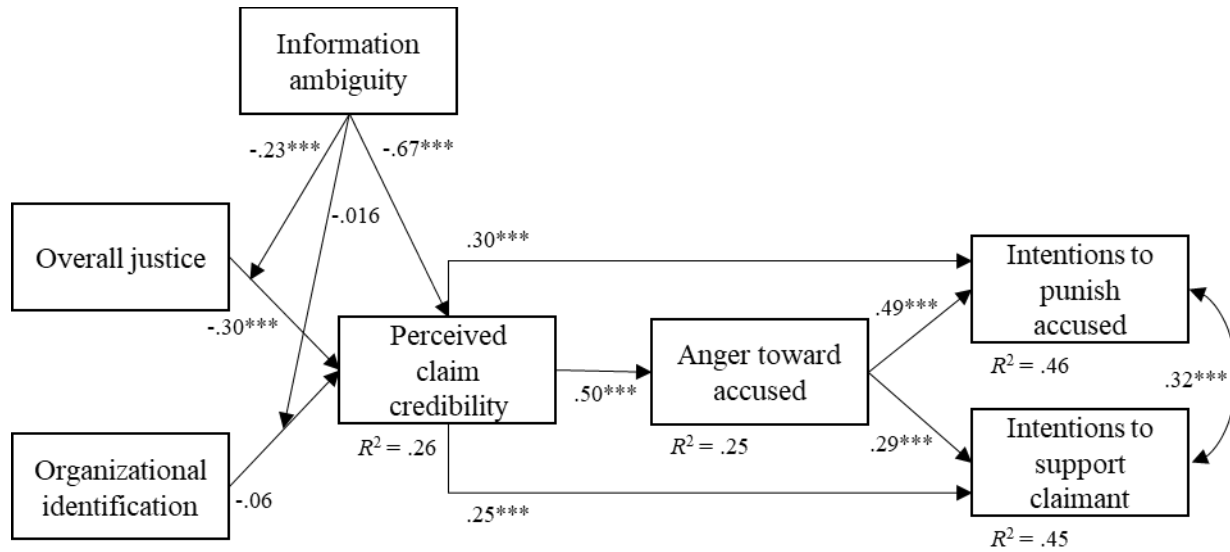 Information
ambiguity
-.23***
-.67***
-.016
Overall justice
-.30***
.30***
Intentions to
punish
accused
.49***
R² = .46
Perceived
claim
credibility
R² = .26
.50***
Anger toward
accused
R² = .25
.32***
.29***
Organizational
identification
-.06
.25***
Intentions to
support
claimant
R² = .45